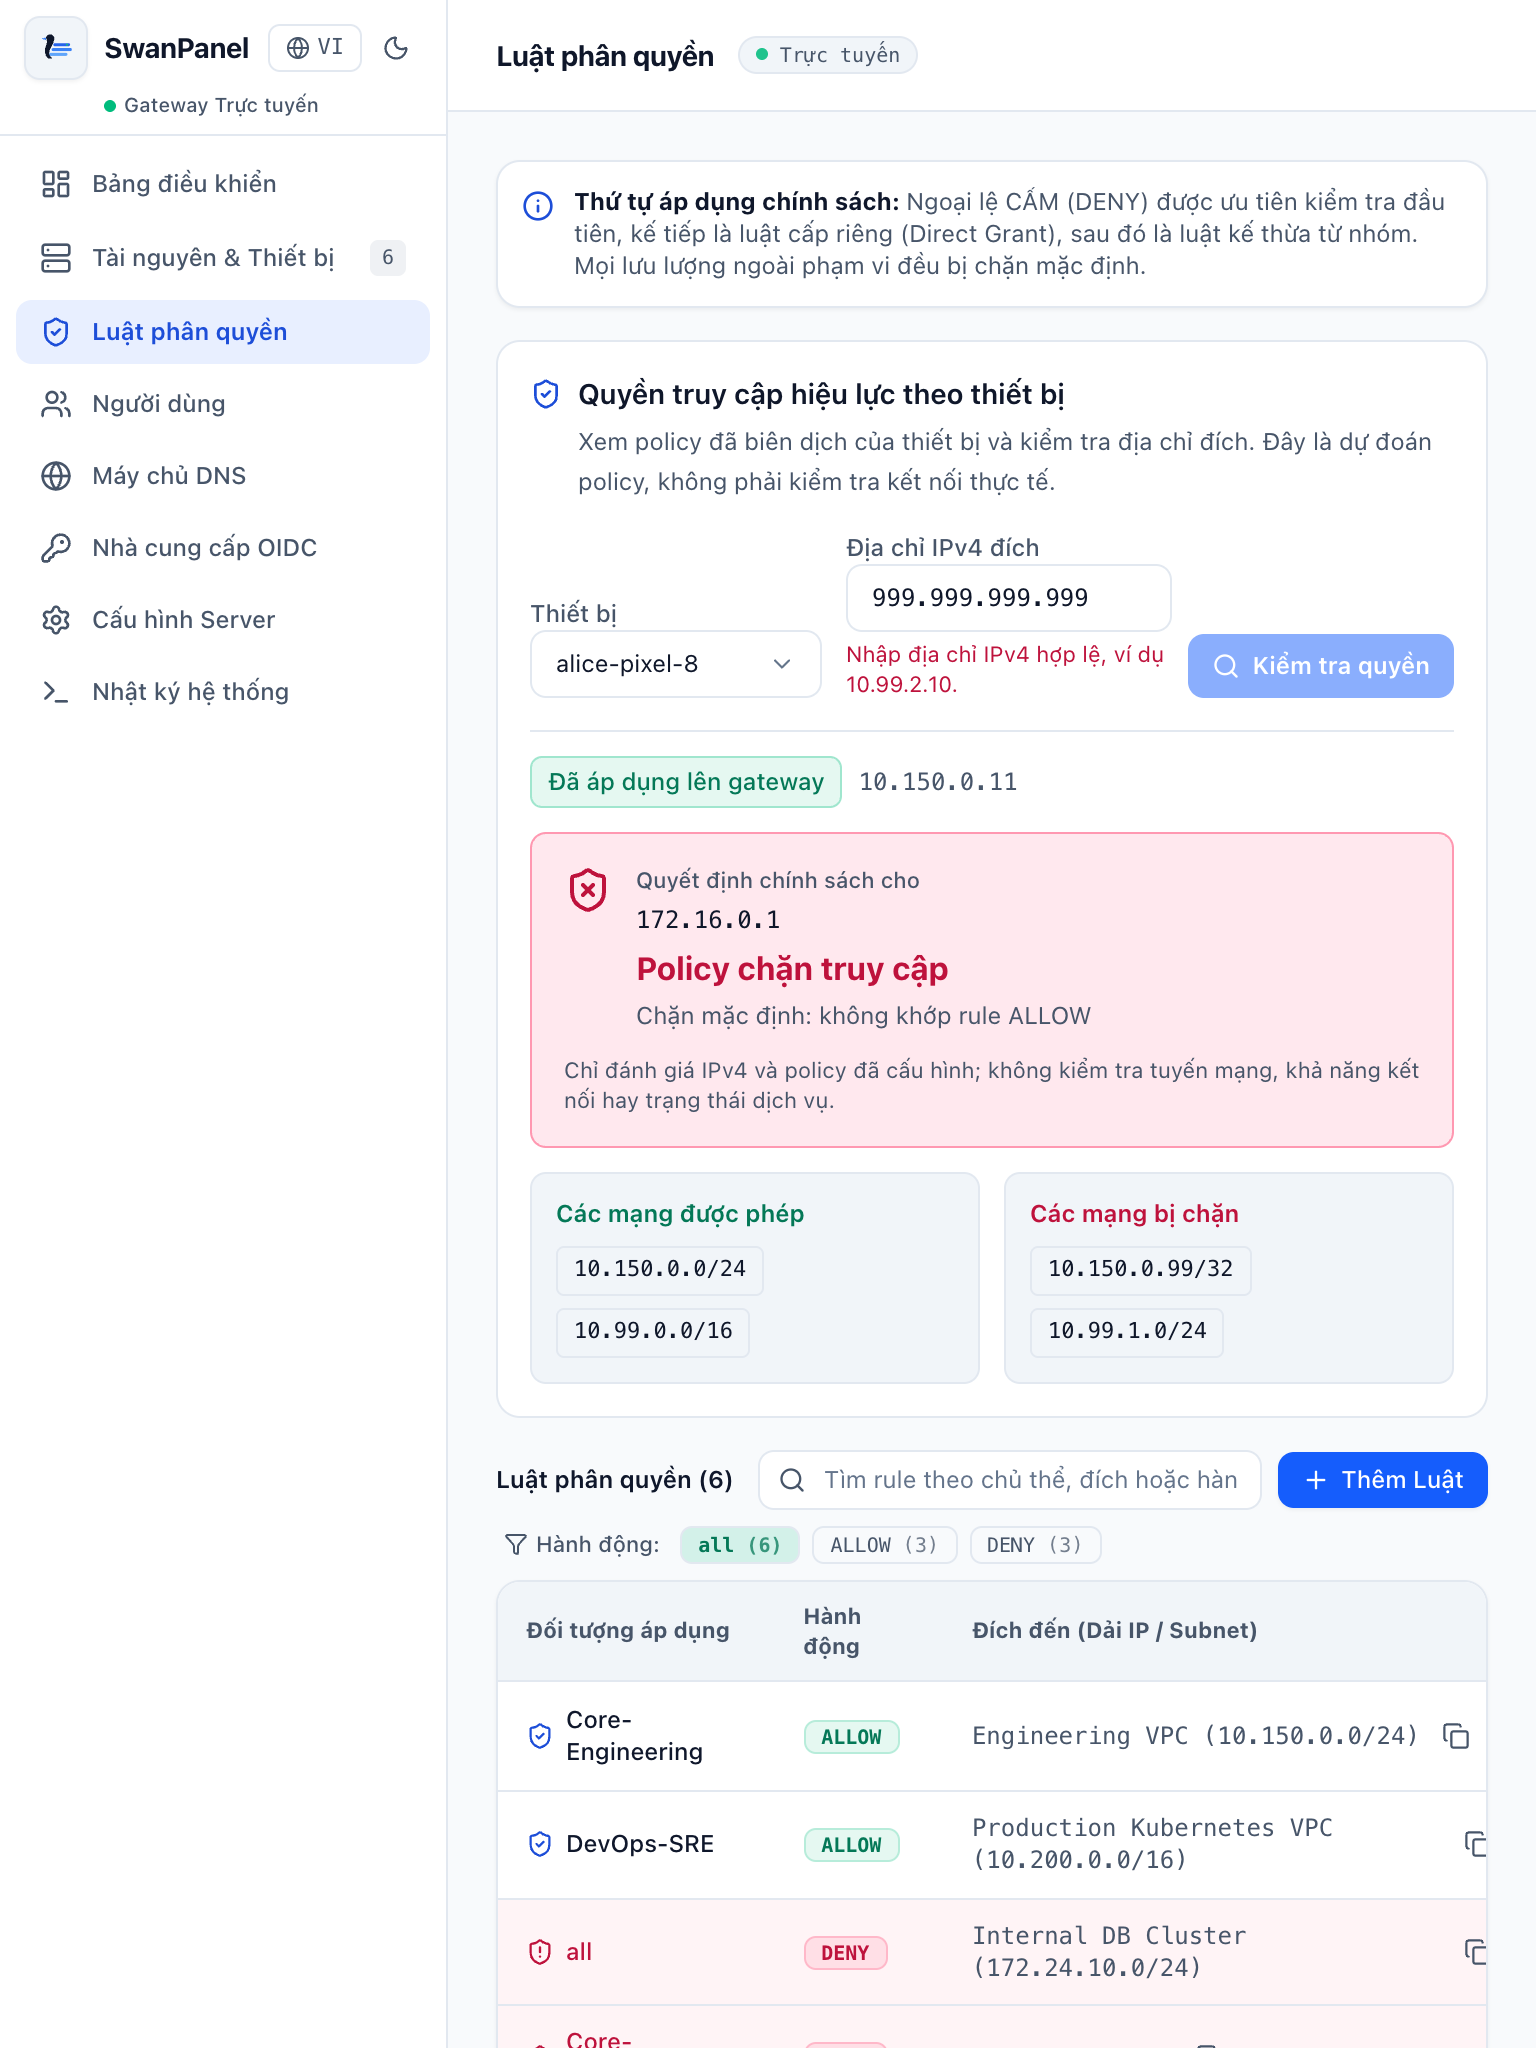 SwanPanel
VI
Gateway Trực tuyến
Bảng điều khiển
Tài nguyên & Thiết bị 6
Luật phân quyền
Người dùng
Máy chủ DNS
Nhà cung cấp OIDC
Cấu hình Server
Nhật ký hệ thống
Luật phân quyền
Trực tuyến
Thứ tự áp dụng chính sách: Ngoại lệ CẤM (DENY) được ưu tiên kiểm tra đầu
tiên, kế tiếp là luật cấp riêng (Direct Grant), sau đó là luật kế thừa từ nhóm.
Mọi lưu lượng ngoài phạm vi đều bị chặn mặc định.
Quyền truy cập hiệu lực theo thiết bị
Xem policy đã biên dịch của thiết bị và kiểm tra địa chỉ đích. Đây là dự đoán
policy, không phải kiểm tra kết nối thực tế.
Thiết bị
alice-pixel-8
Địa chỉ IPv4 đích
999.999.999.999
Nhập địa chỉ IPv4 hợp lệ, ví dụ
10.99.2.10.
Kiểm tra quyền
Đã áp dụng lên gateway 10.150.0.11
Quyết định chính sách cho
172.16.0.1
Policy chặn truy cập
Chặn mặc định: không khớp rule ALLOW
Chỉ đánh giá IPv4 và policy đã cấu hình; không kiểm tra tuyến mạng, khả năng kết
nối hay trạng thái dịch vụ.
Các mạng được phép
10.150.0.0/24
10.99.0.0/16
Các mạng bị chặn
10.150.0.99/32
10.99.1.0/24
Luật phân quyền (6)
Tìm rule theo chủ thể, đích hoặc hàn
Thêm Luật
Hành động: all (6) ALLOW (3) DENY (3)
Đối tượng áp dụng
Hành
động
Đích đến (Dải IP / Subnet)
Core-
Engineering
ALLOW
Engineering VPC (10.150.0.0/24)
DevOps-SRE
ALLOW
Production Kubernetes VPC
(10.200.0.0/16)
all
DENY
Internal DB Cluster
(172.24.10.0/24)
Core-